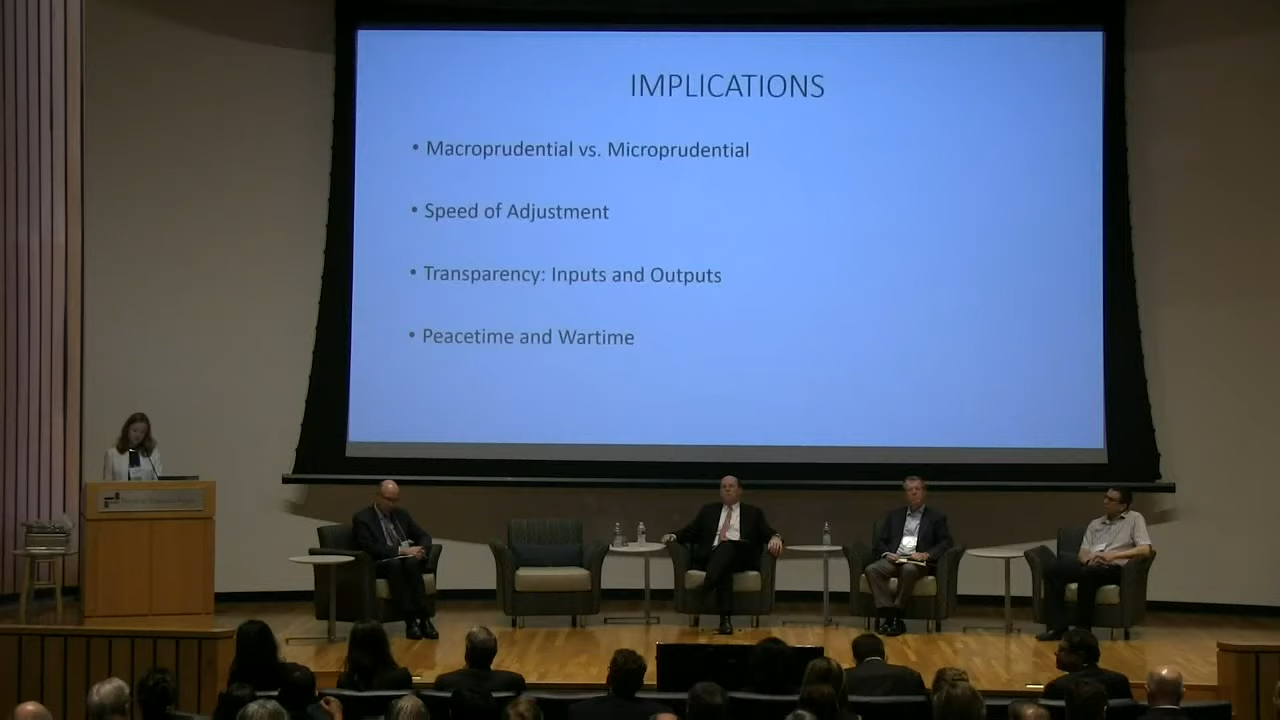 IMPLICATIONS
• Macroprudential vs. Microprudential
• Speed of Adjustment
• Transparency: Inputs and Outputs
• Peacetime and Wartime